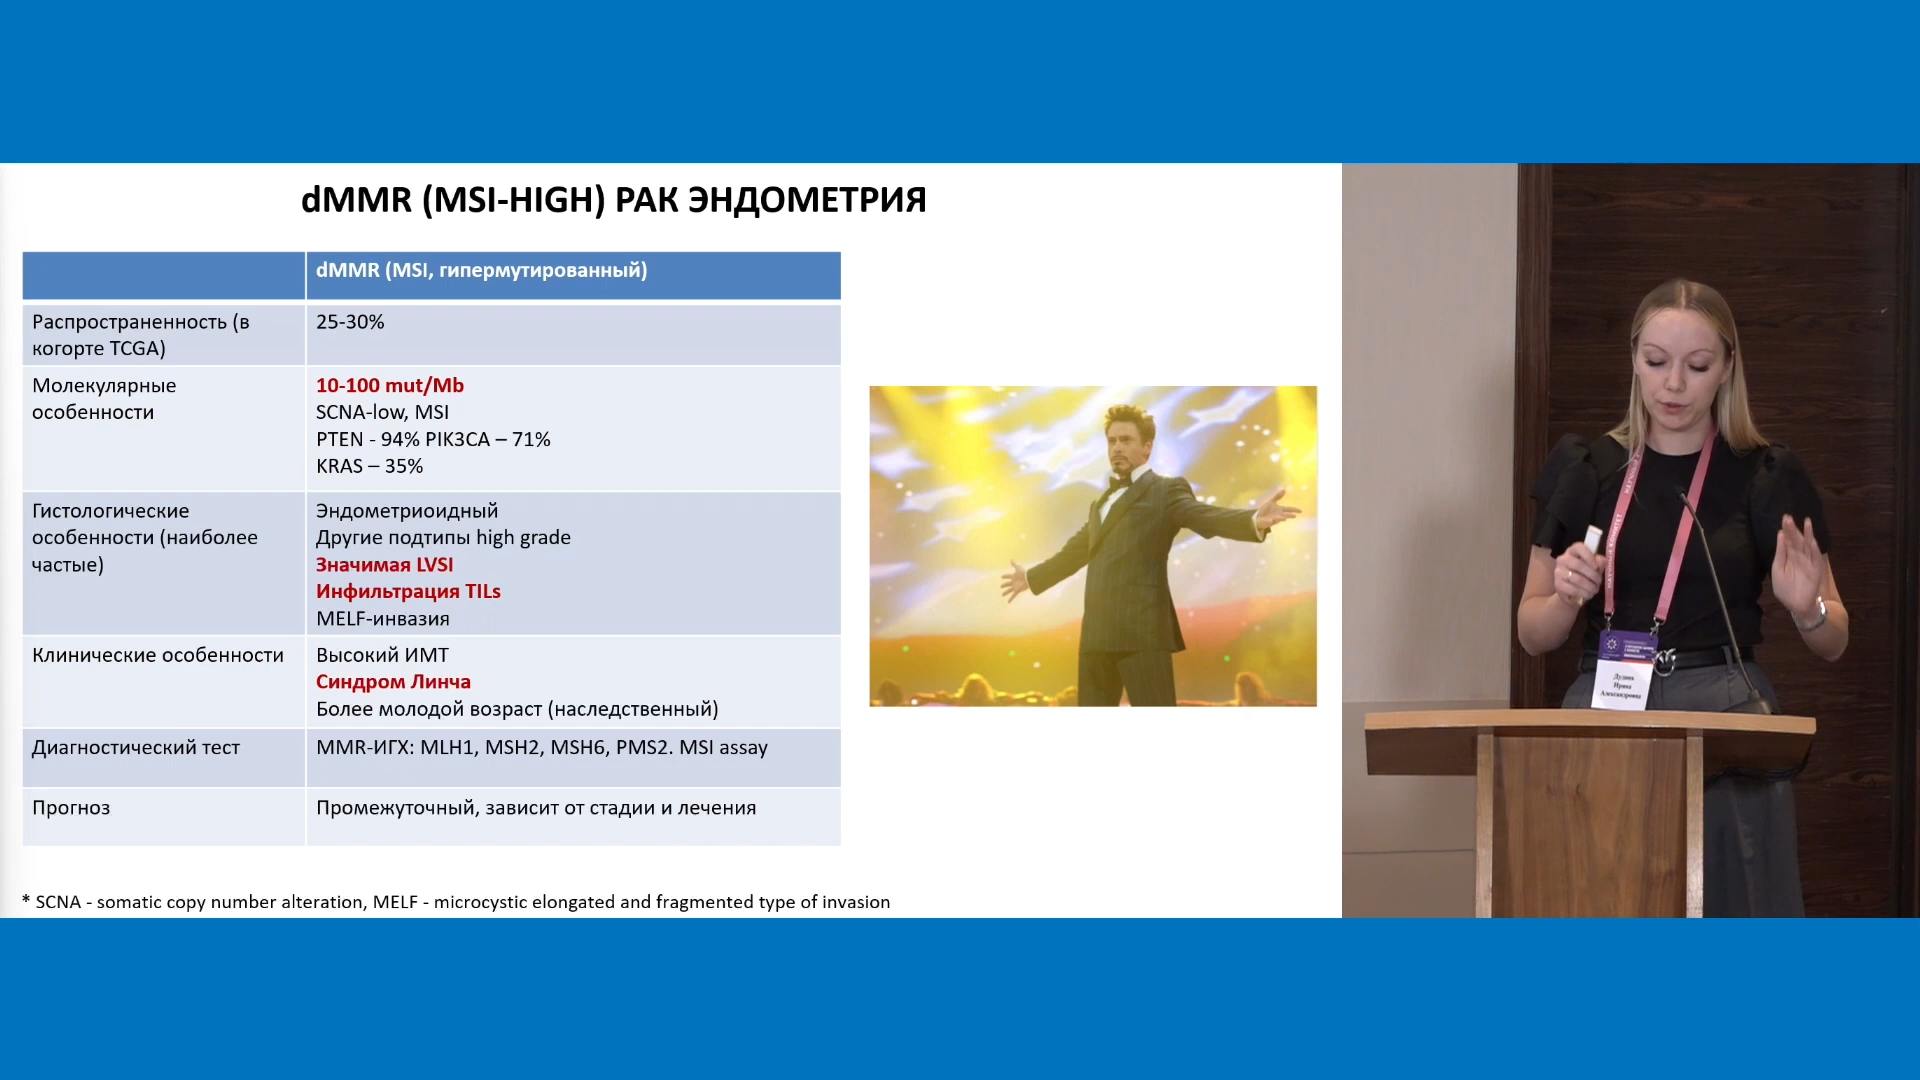 dMMR (MSI-HIGH) РАК ЭНДОМЕТРИЯ
dMMR (MSI, гипермутированный)
Распространенность (в
когорте TCGA)
25-30%
Молекулярные
особенности
10-100 mut/Mb
SCNA-low, MSI
PTEN - 94% PIK3CA – 71%
KRAS – 35%
Гистологические
особенности (наиболее
частые)
Эндометриоидный
Другие подтипы high grade
Значимая LVSI
Инфильтрация TILs
MELF-инвазия
Клинические особенности
Высокий ИМТ
Синдром Линча
Более молодой возраст (наследственный)
Диагностический тест
MMR-ИГХ: MLH1, MSH2, MSH6, PMS2. MSI assay
Прогноз
Промежуточный, зависит от стадии и лечения
* SCNA - somatic copy number alteration, MELF - microcystic elongated and fragmented type of invasion
Дудник
Ирина
Александровна